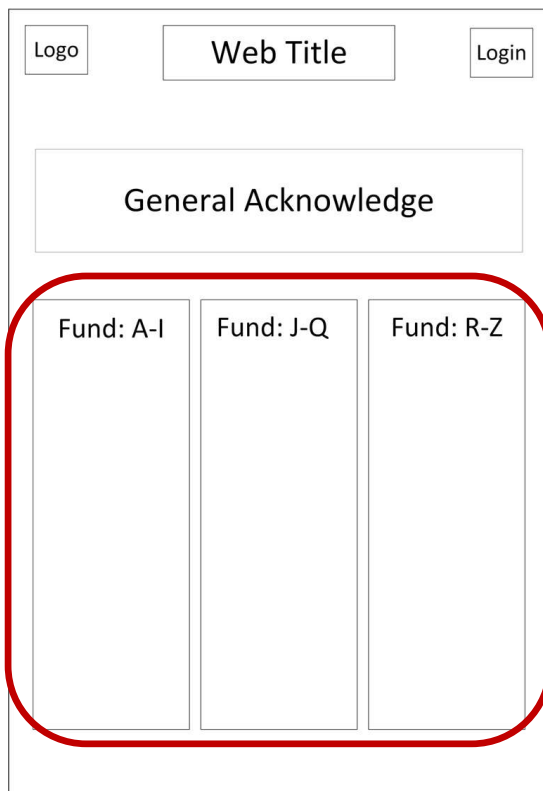 Logo
Web Title
Login
General Acknowledge
Fund: A-I
Fund: J-Q
Fund: R-Z